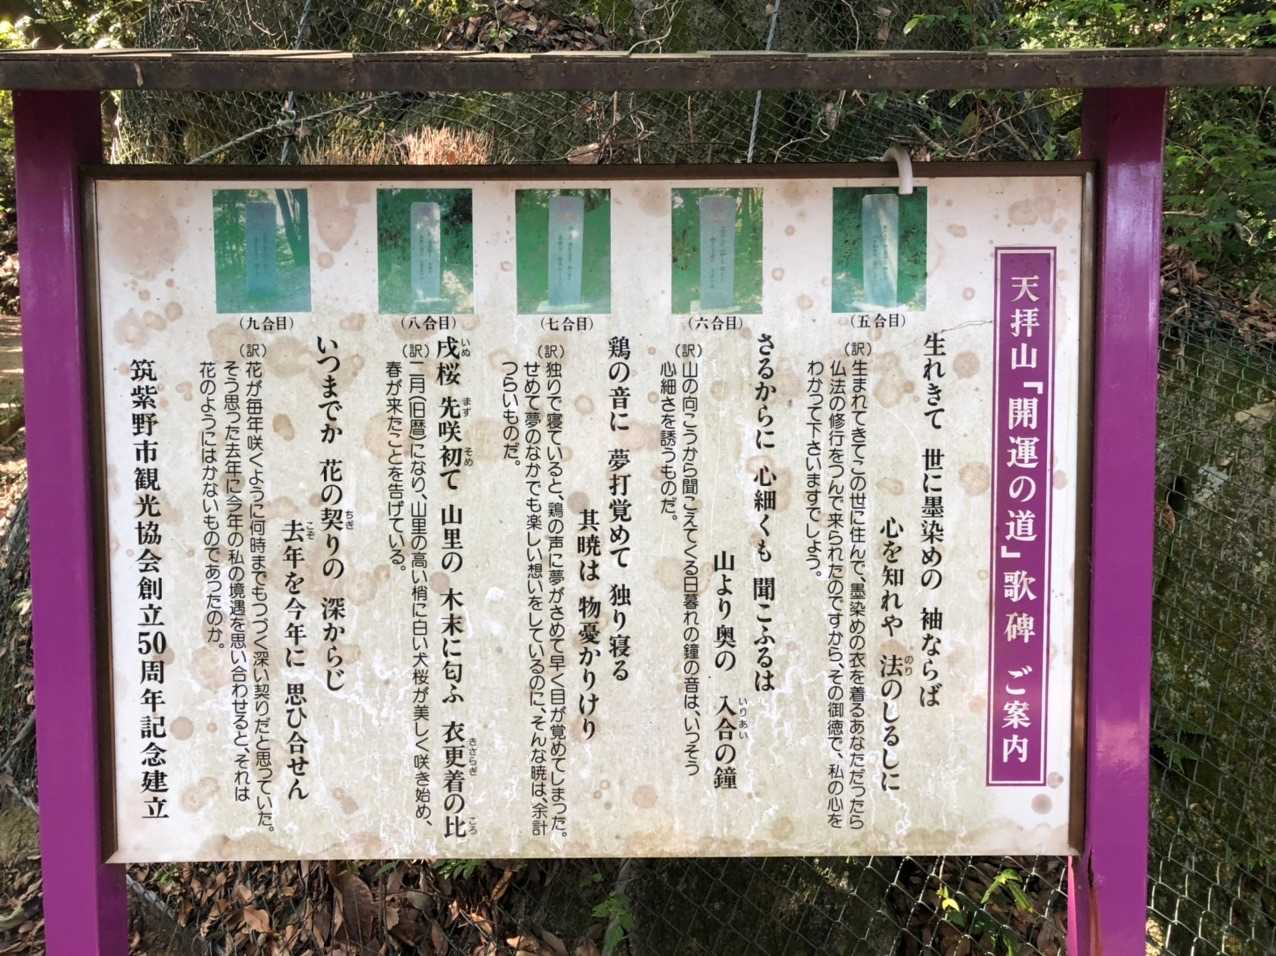 天拝山『開運の道』歌碑 ご案内
（五合目）
生れきて 世に墨染めの 袖ならば
心を知れや 法のしるしに
のり
（訳）生まれてきてこの世に住んで、墨染めの衣を着るあなただったら
仏法の修行をつんで来られたのですから、その御徳で、私の心を
わかって下さいますでしょう。
（六合目）
さるからに 心細くも 聞こふるは
山より奥の 入合の鐘
いりあい
（訳）山の向こうから聞こえてくる日暮れの鐘の音は、いっそう
心細さを誘うものだ。
（七合目）
鶏の音に 夢打覚めて 独り寝る
其暁は 物憂かりけり
（訳）独りで寝ていると、鶏の声に夢がさめて早く目が覚めてしまった。
せめて夢のなかでも楽しい想いをしているのに、そんな暁は、余計
つらいものだ。
（八合目）
戌桜 先咲初て 山里の 木末に匂ふ 衣更着の比
いぬ まず そめ きさらぎ ころ
（訳）二月（旧暦）になり、山里の高い梢に白い犬桜が美しく咲き始め、
春が来たことを告げている。
（九合目）
いつまでか 花の契りの 深からじ
ちぎ
去年を今年に 思ひ合せん
こぞ
（訳）花が毎年咲くように何時までもつづく深い契りだと思っていた。
そう思った去年に今年の私の境遇を思い合わせると、それは
花のようにはかないものであったのか。
筑紫野市観光協会創立50周年記念建立